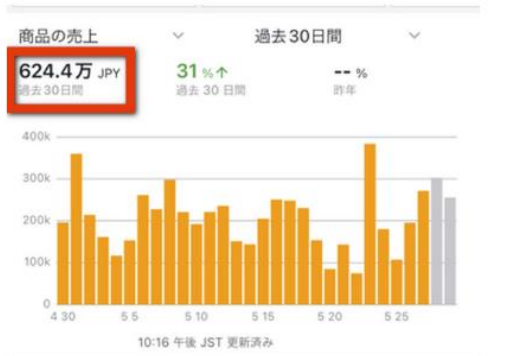 商品の売上 過去30日間
624.4万 JPY 31 %↑ -- %
過去30日間 過去 30 日間 昨年
400k
300k
200k
100k
0
4 30 5 5 5 10 5 15 5 20 5 25
10:16 午後 JST 更新済み